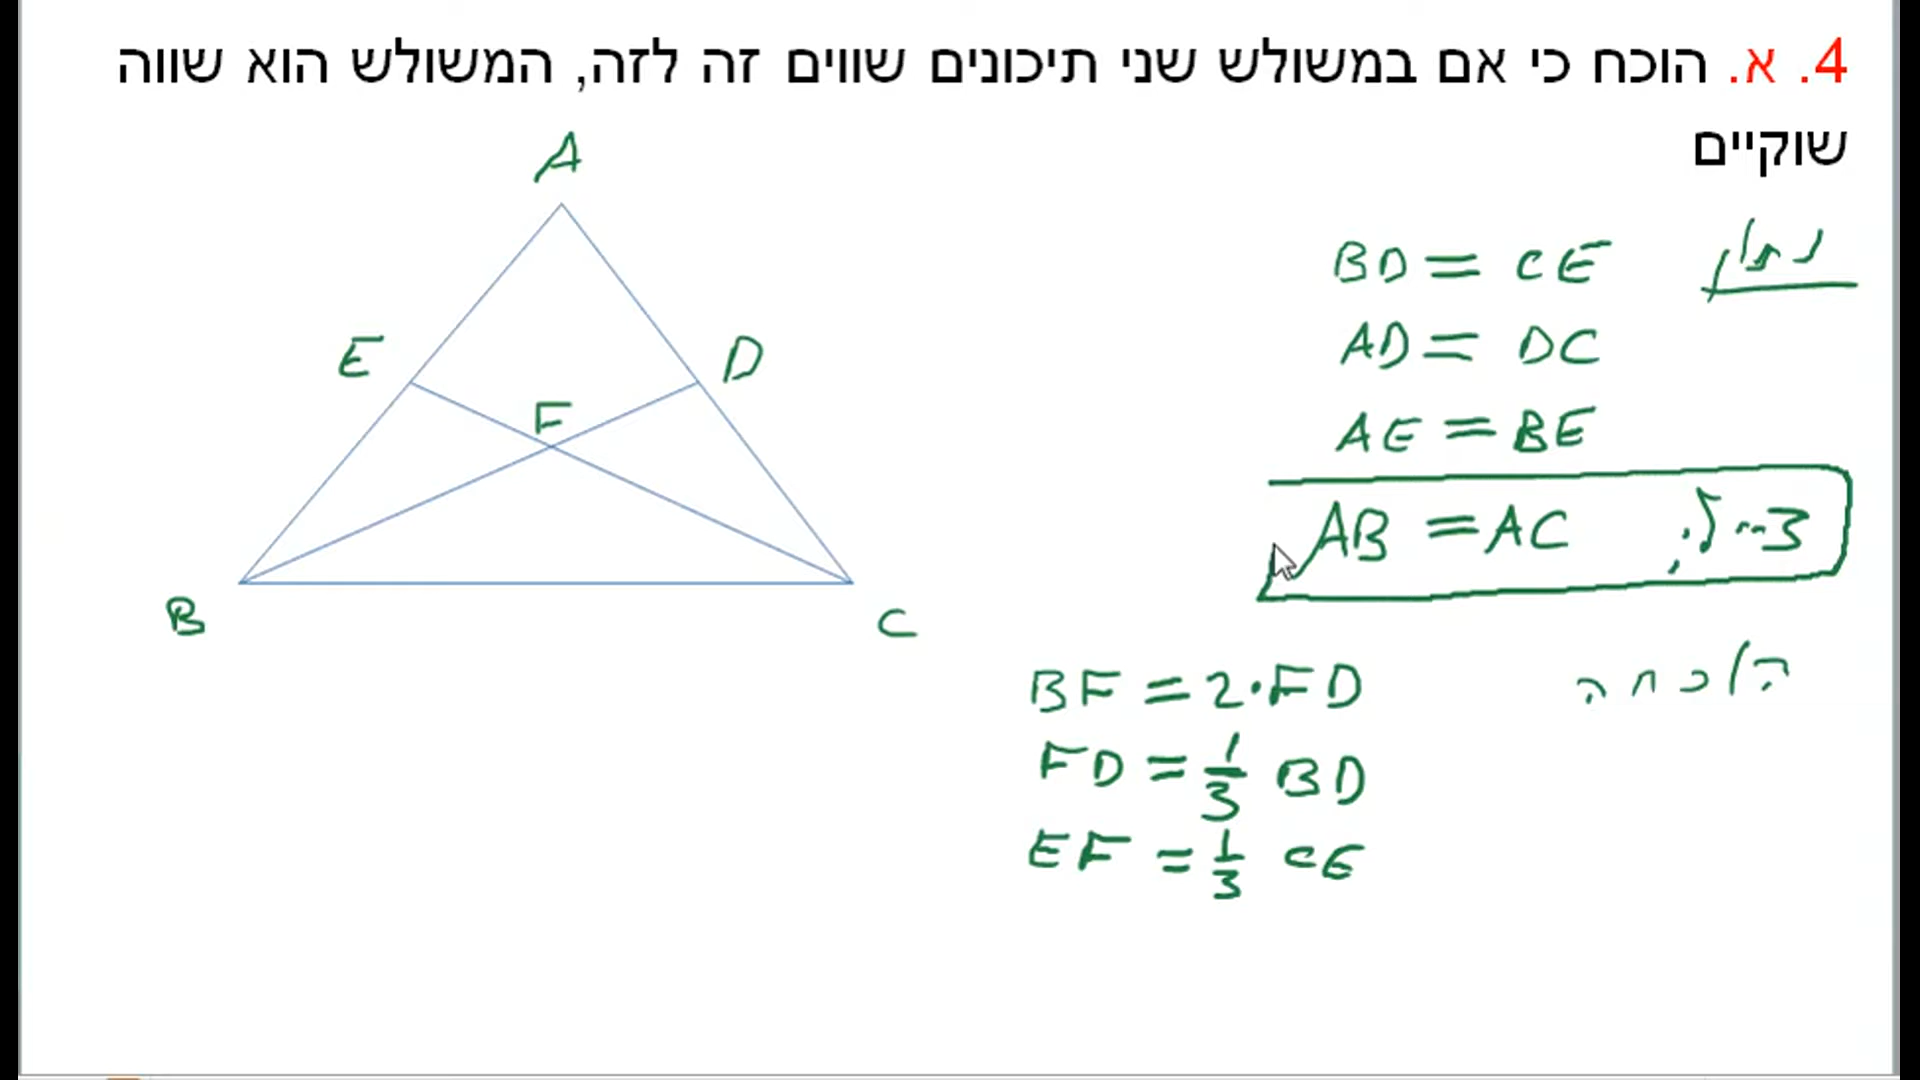 4. א. הוכח כי אם במשולש שני תיכונים שווים זה לזה, המשולש הוא שווה
שוקיים
A
נתון
BD = CE
AD = DC
E
D
AE = BE
F
צ"ל: AB = AC
B
C
הוכחה
BF = 2·FD
FD = 1/3 BD
EF = 1/3 CE